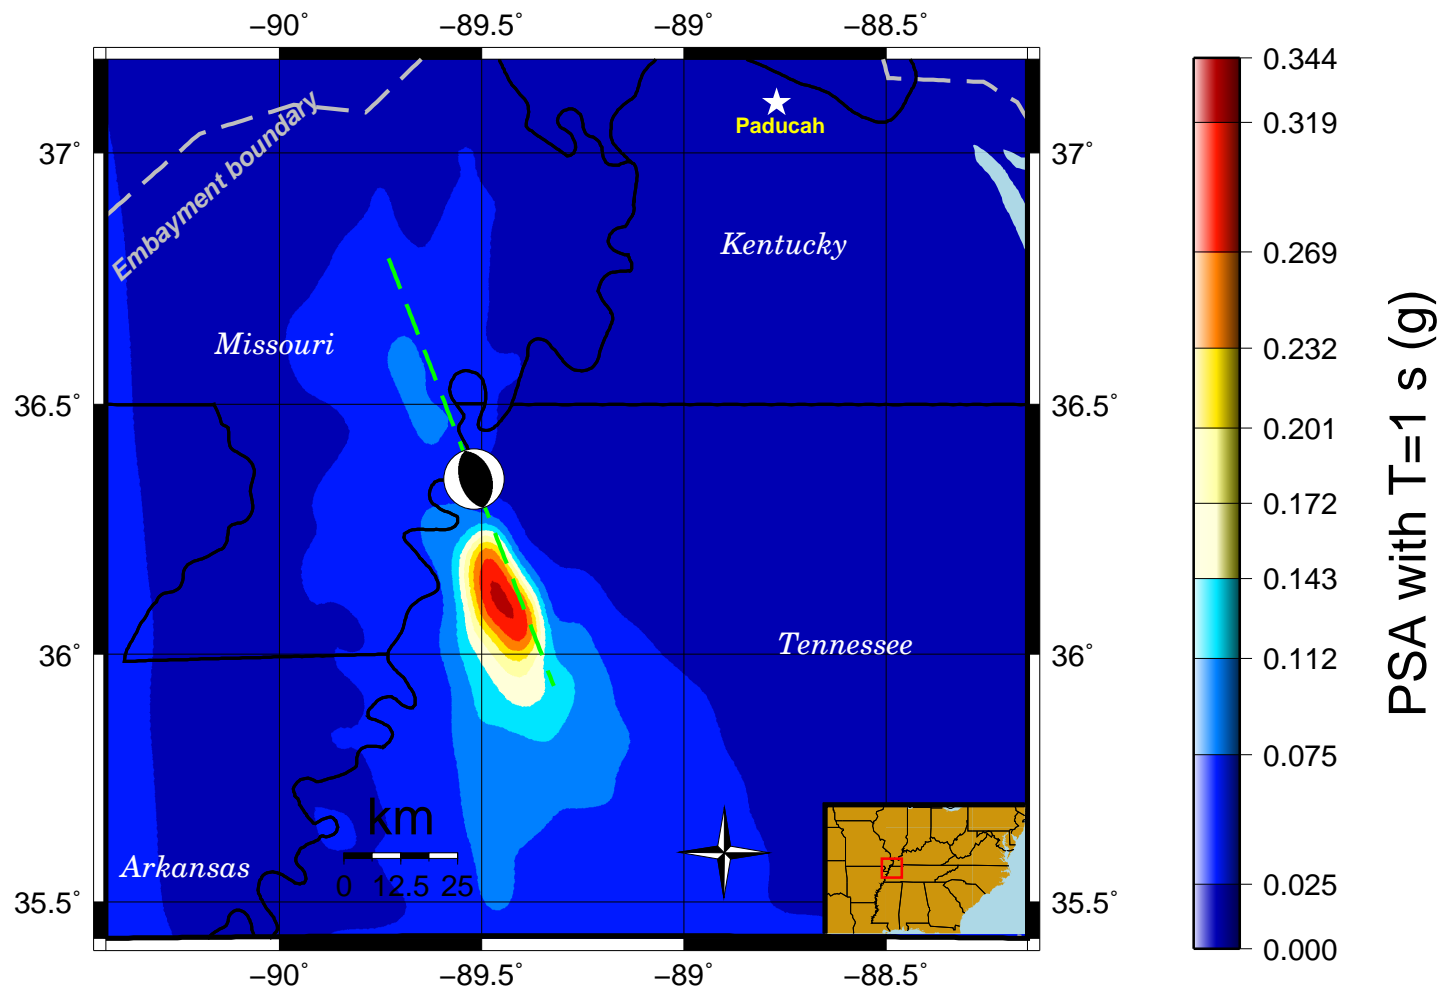 −90˚ −89.5˚ −89˚ −88.5˚
Embayment boundary
Paducah
37˚ 37˚
Kentucky
Missouri
36.5˚ 36.5˚
Tennessee
36˚ 36˚
km
Arkansas
0 12.5 25
35.5˚ 35.5˚
−90˚ −89.5˚ −89˚ −88.5˚
0.344
0.319
0.269
0.232
0.201
0.172
0.143
0.112
0.075
0.025
0.000
PSA with T=1 s (g)